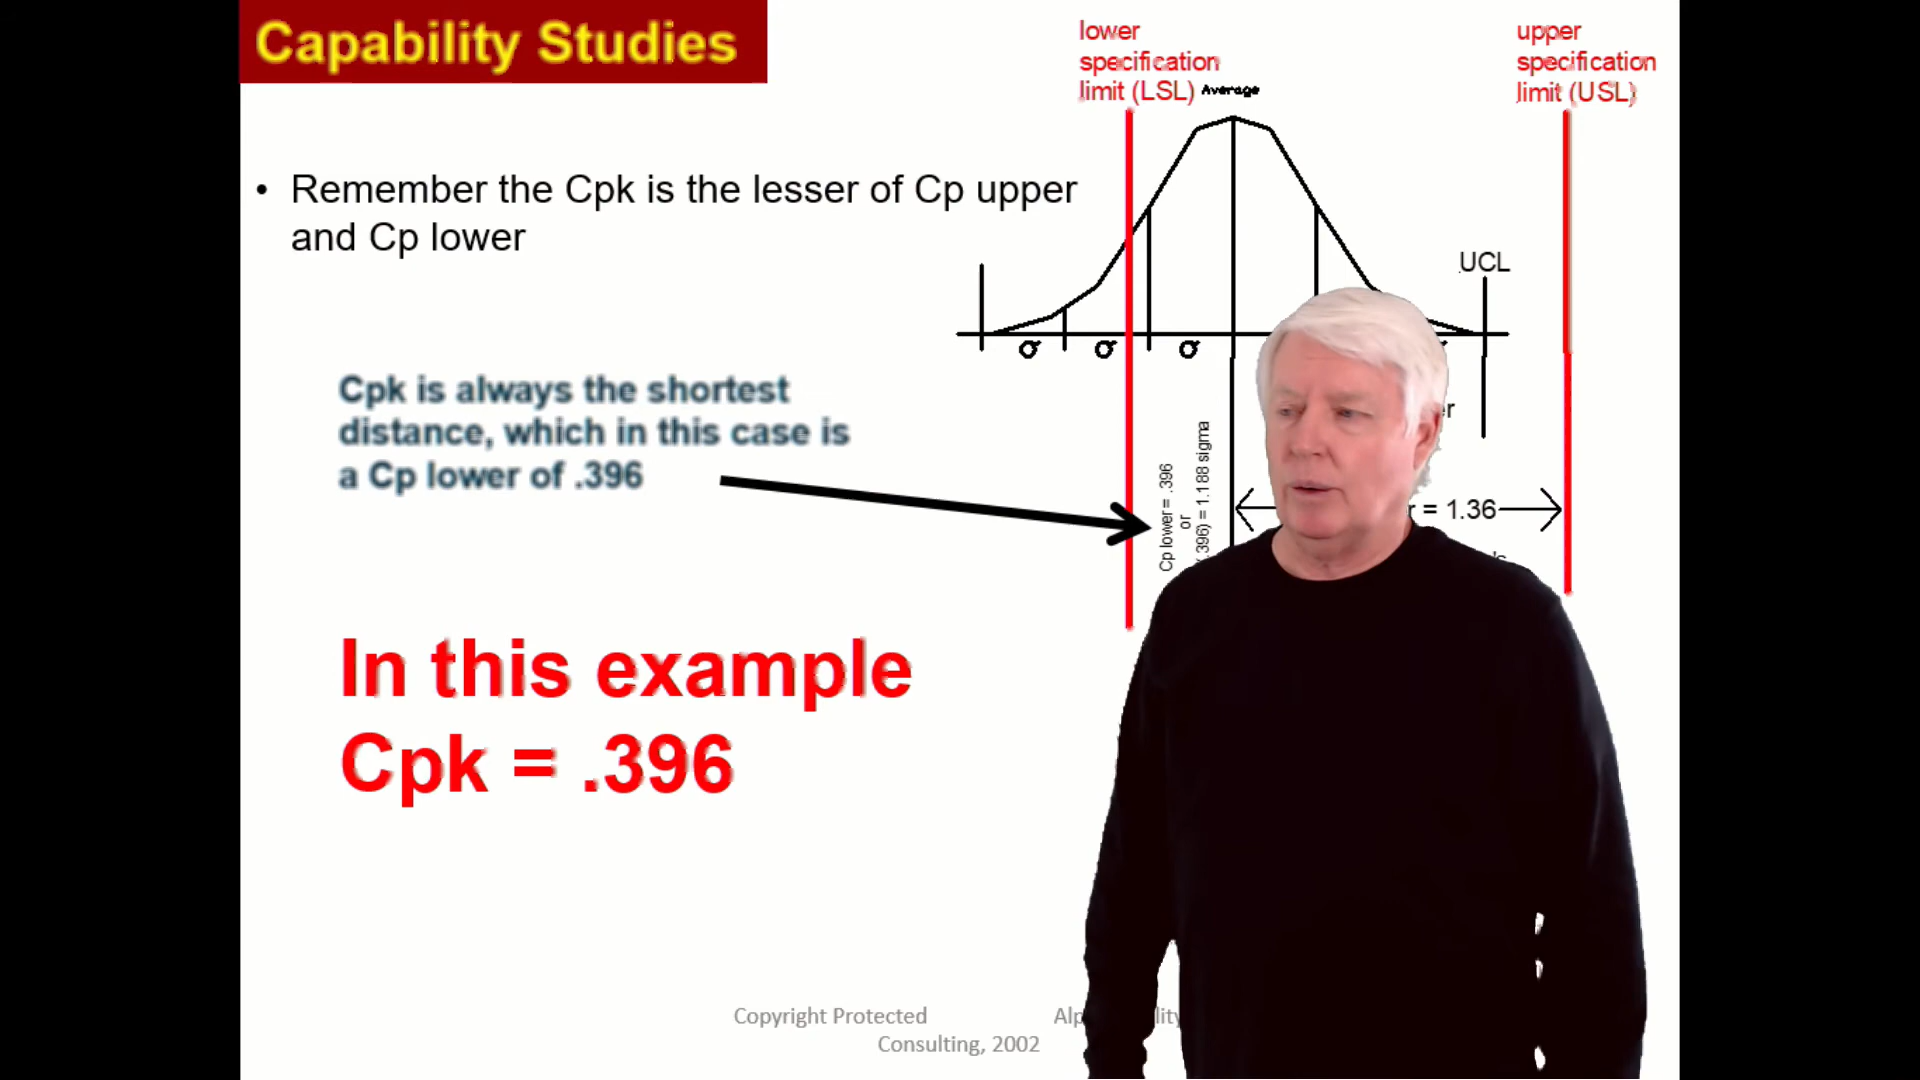 Capability Studies
lower
specification
limit (LSL)
Average
upper
specification
limit (USL)
• Remember the Cpk is the lesser of Cp upper
and Cp lower
UCL
σ σ σ
Cpk is always the shortest
distance, which in this case is
a Cp lower of .396
Cp lower = .396
or
.396) = 1.188 sigma
= 1.36
In this example
Cpk = .396
Copyright Protected
Consulting, 2002